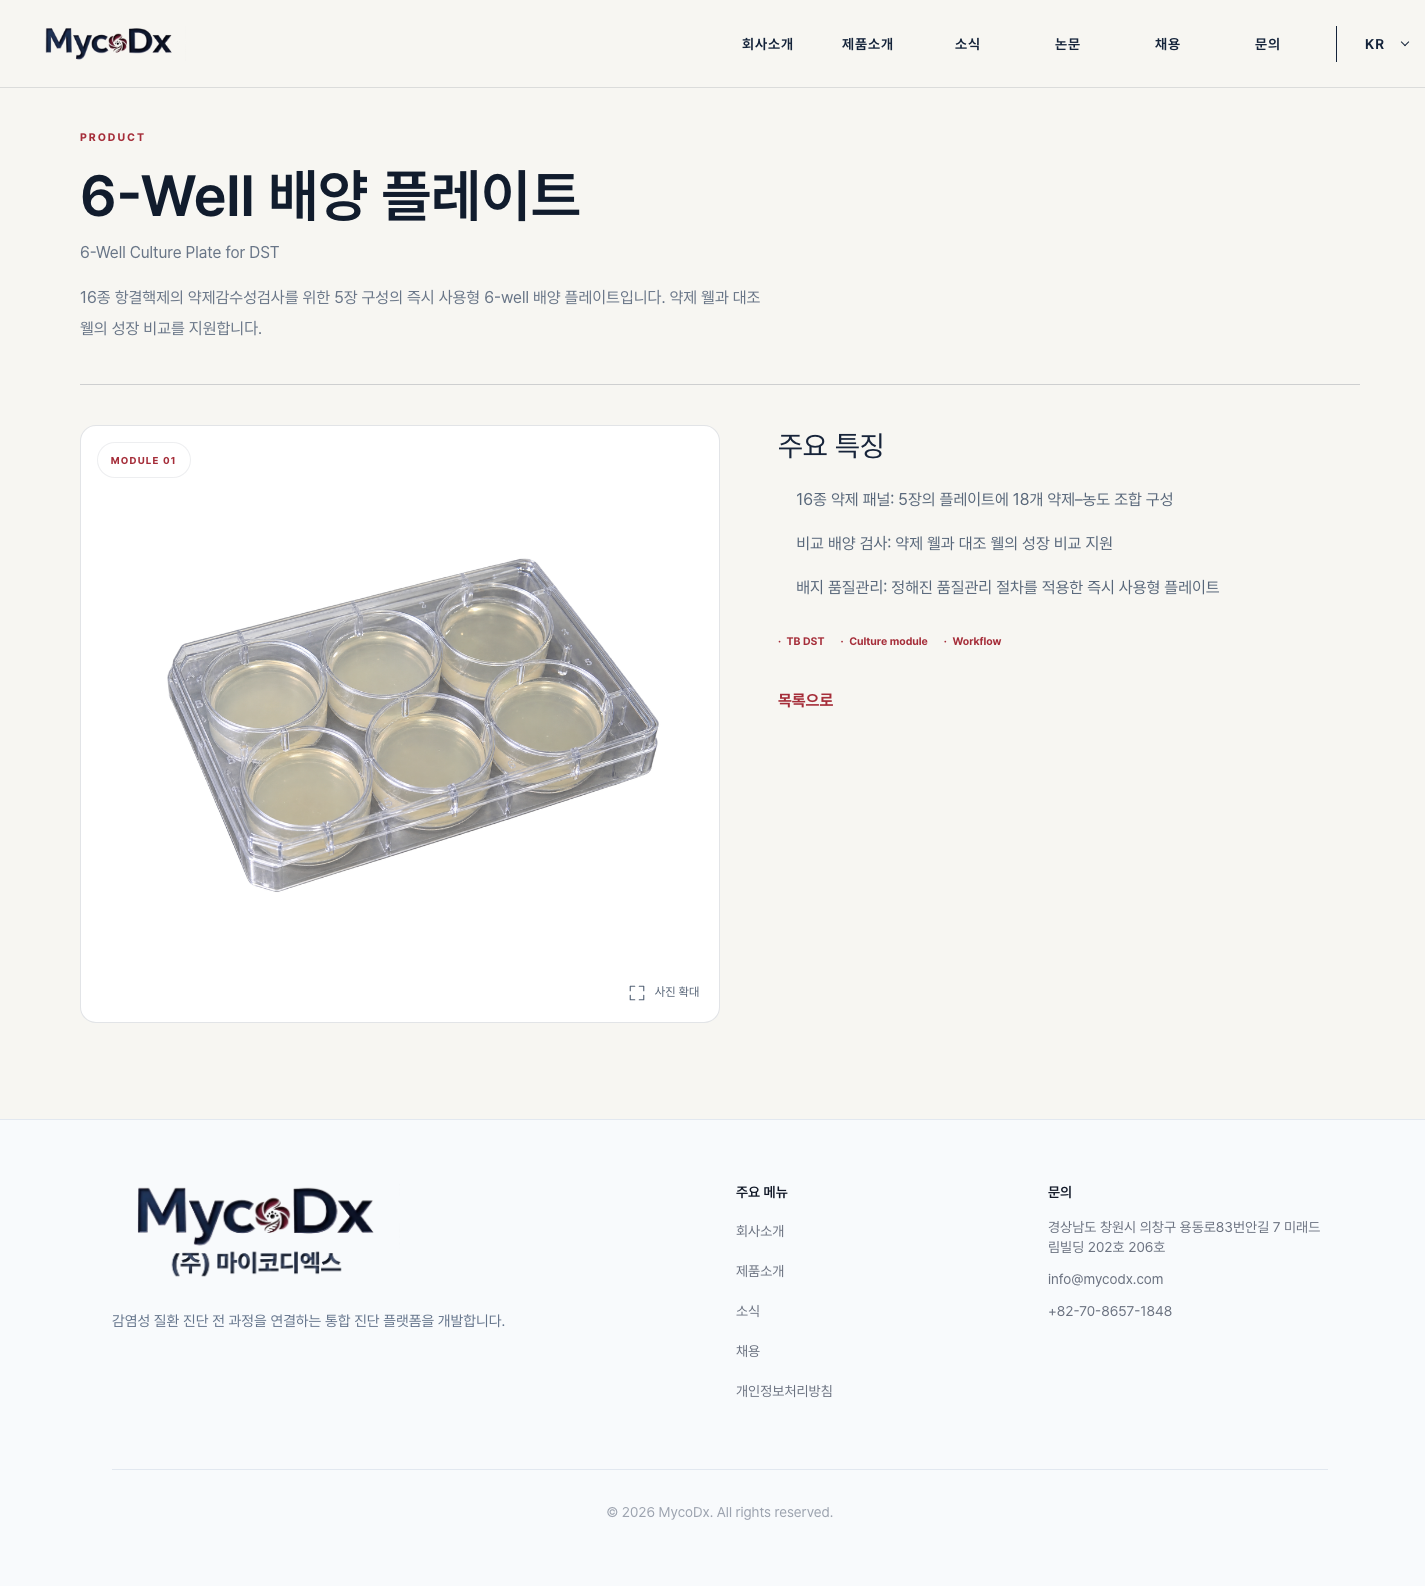 MycoDx
회사소개
제품소개
소식
논문
채용
문의
KR
PRODUCT
6-Well 배양 플레이트
6-Well Culture Plate for DST
16종 항결핵제의 약제감수성검사를 위한 5장 구성의 즉시 사용형 6-well 배양 플레이트입니다. 약제 웰과 대조
웰의 성장 비교를 지원합니다.
MODULE 01
사진 확대
주요 특징
16종 약제 패널: 5장의 플레이트에 18개 약제–농도 조합 구성
비교 배양 검사: 약제 웰과 대조 웰의 성장 비교 지원
배지 품질관리: 정해진 품질관리 절차를 적용한 즉시 사용형 플레이트
· TB DST · Culture module · Workflow
목록으로
MycoDx
(주) 마이코디엑스
감염성 질환 진단 전 과정을 연결하는 통합 진단 플랫폼을 개발합니다.
주요 메뉴
회사소개
제품소개
소식
채용
개인정보처리방침
문의
경상남도 창원시 의창구 용동로83번안길 7 미래드
림빌딩 202호 206호
info@mycodx.com
+82-70-8657-1848
© 2026 MycoDx. All rights reserved.